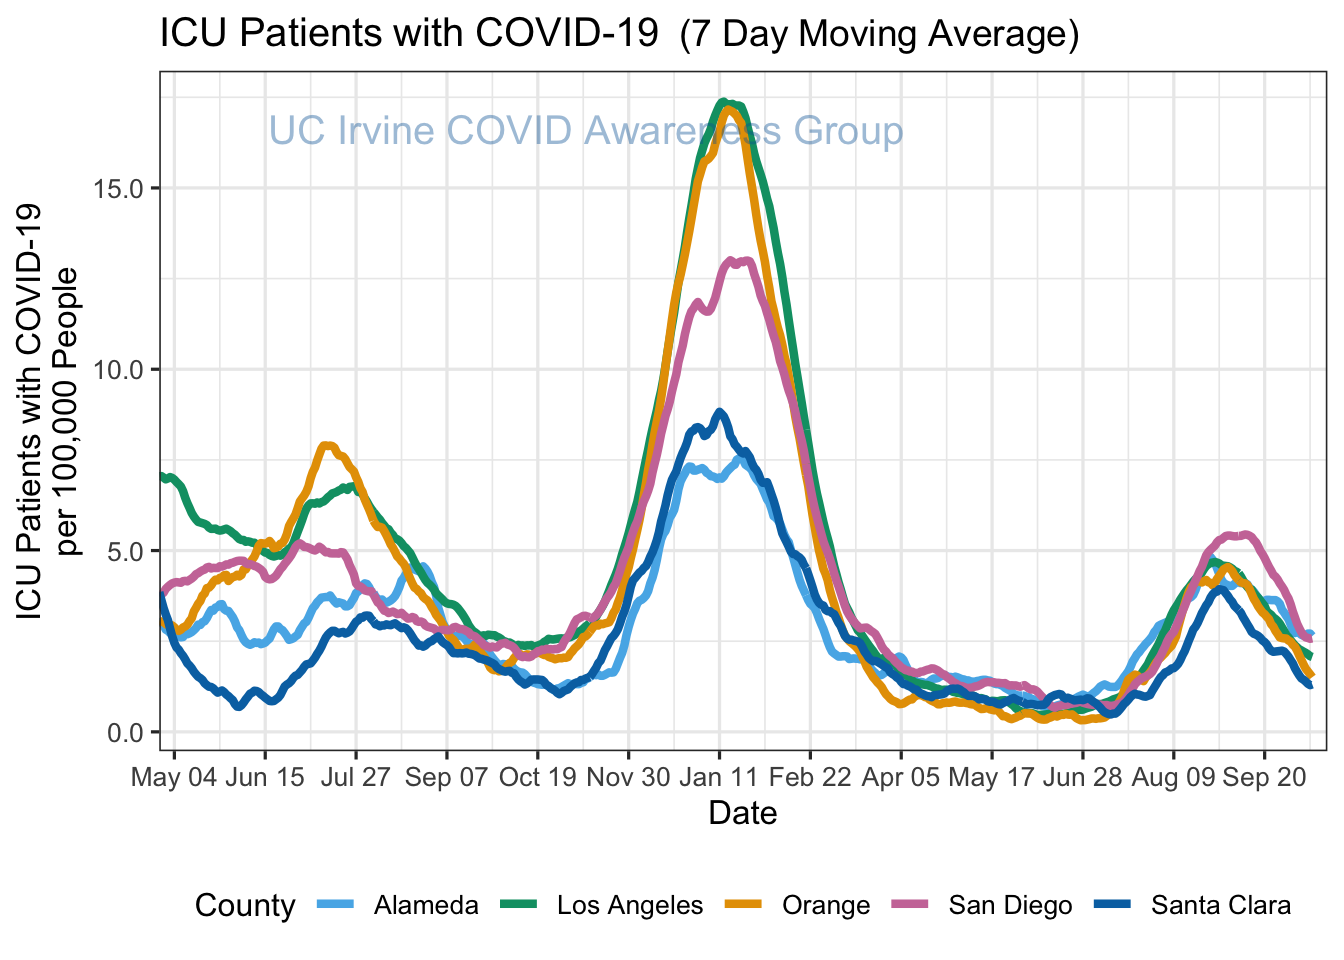 ICU Patients with COVID-19 (7 Day Moving Average)
UC Irvine COVID Awareness Group
ICU Patients with COVID-19
per 100,000 People
15.0
10.0
5.0
0.0
May 04 Jun 15 Jul 27 Sep 07 Oct 19 Nov 30 Jan 11 Feb 22 Apr 05 May 17 Jun 28 Aug 09 Sep 20
Date
County Alameda Los Angeles Orange San Diego Santa Clara